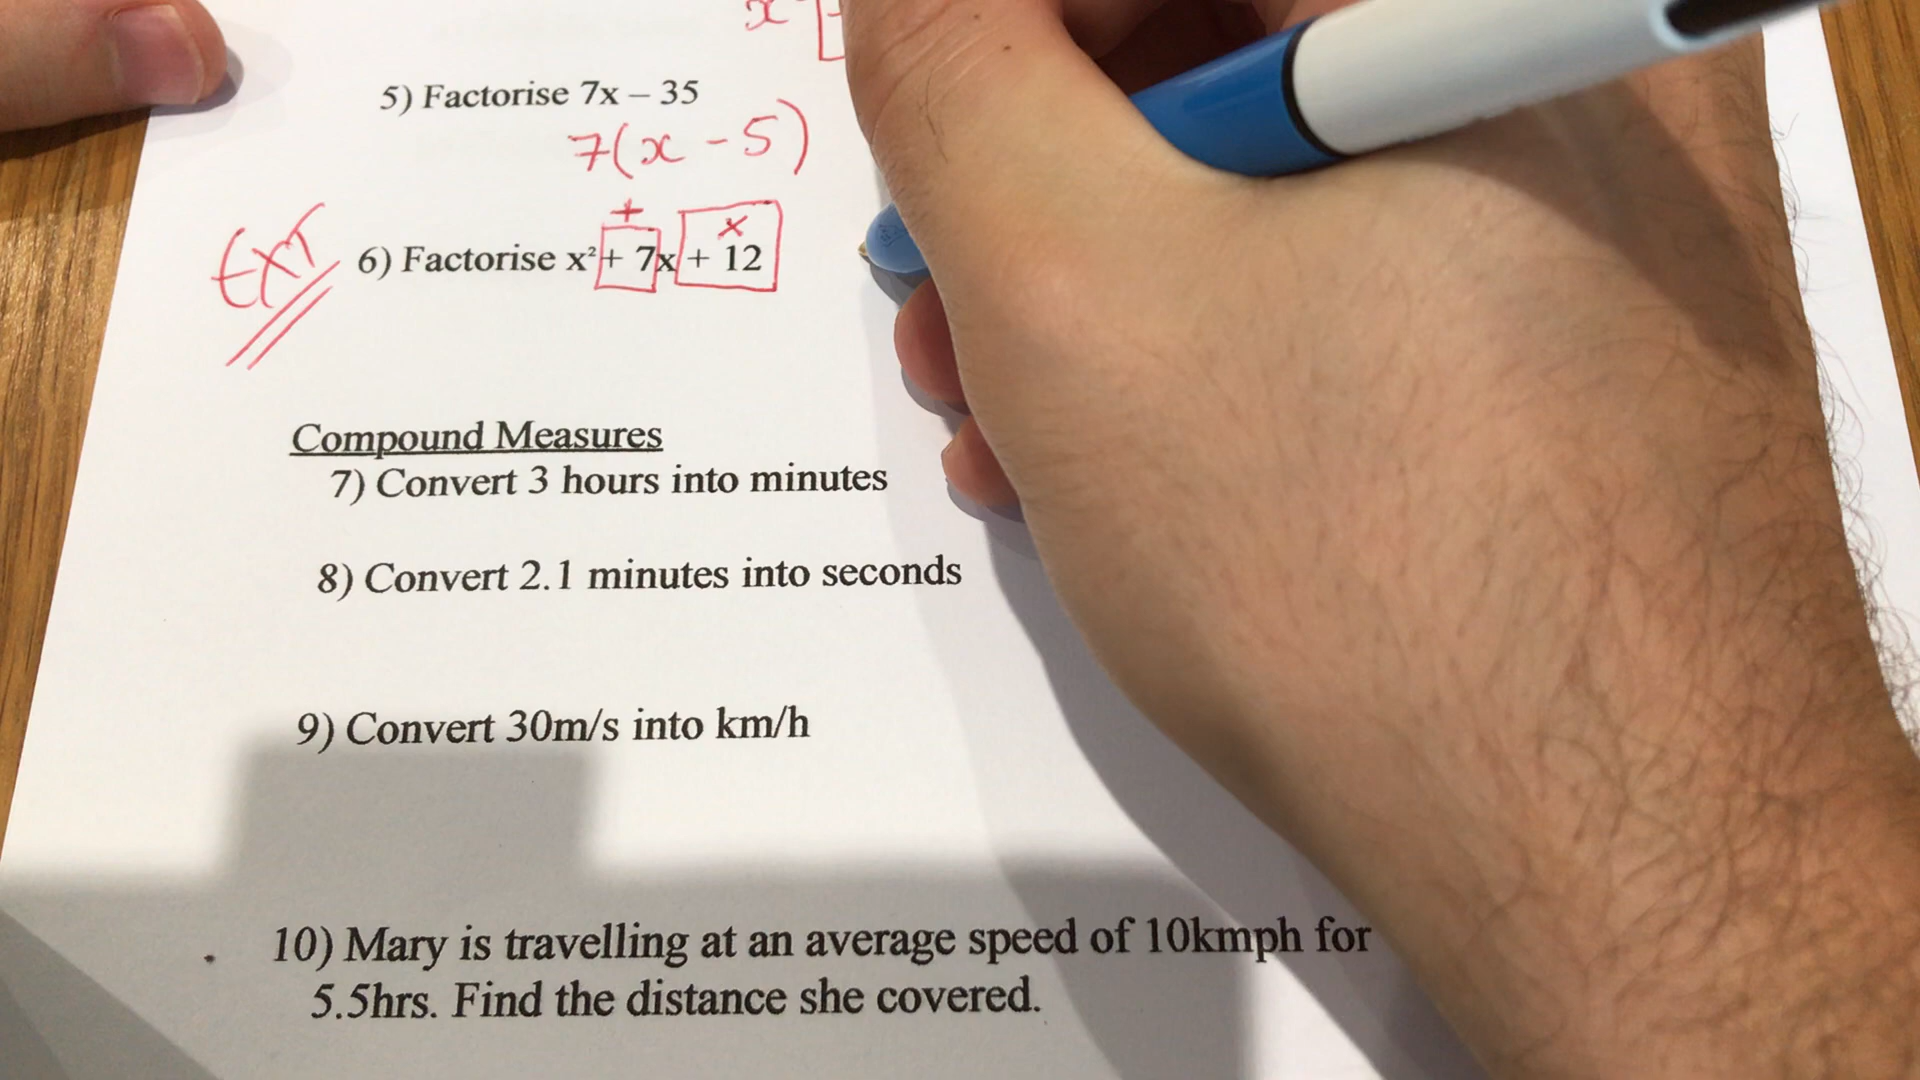 x
5) Factorise 7x – 35
7(x - 5)
+ x
Ext 6) Factorise x² + 7x + 12
Compound Measures
7) Convert 3 hours into minutes
8) Convert 2.1 minutes into seconds
9) Convert 30m/s into km/h
10) Mary is travelling at an average speed of 10kmph for
5.5hrs. Find the distance she covered.